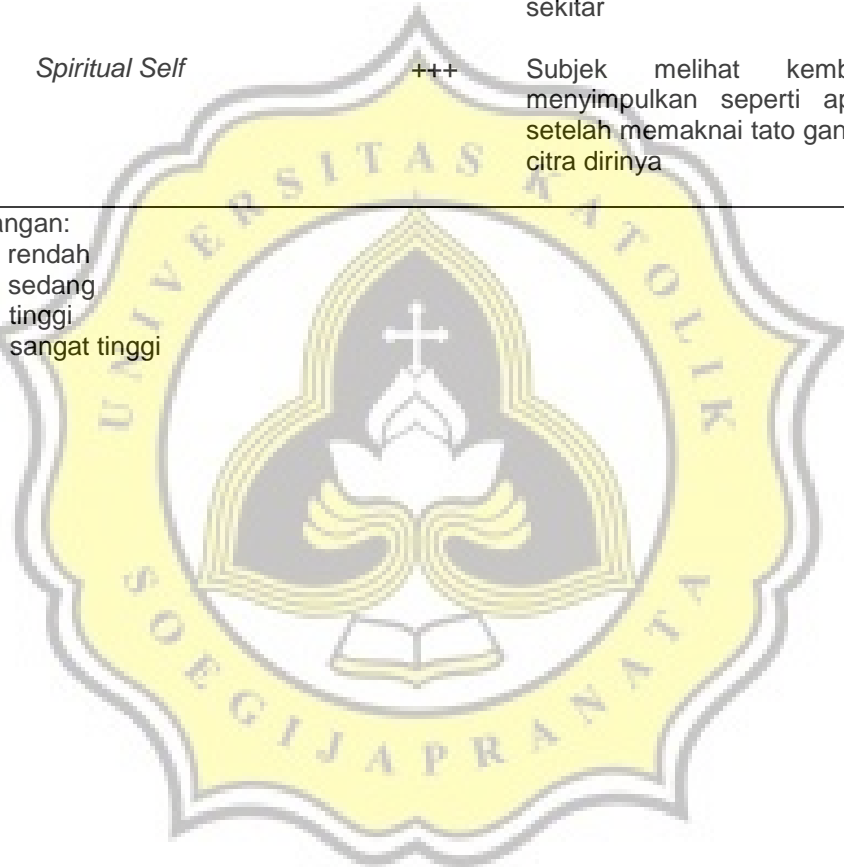 sekitar
Spiritual Self +++ Subjek melihat kemb
menyimpulkan seperti ap
setelah memaknai tato gan
citra dirinya
angan:
rendah
sedang
tinggi
sangat tinggi
UNIVERSITAS KATOLIK
SOEGIJAPRANATA